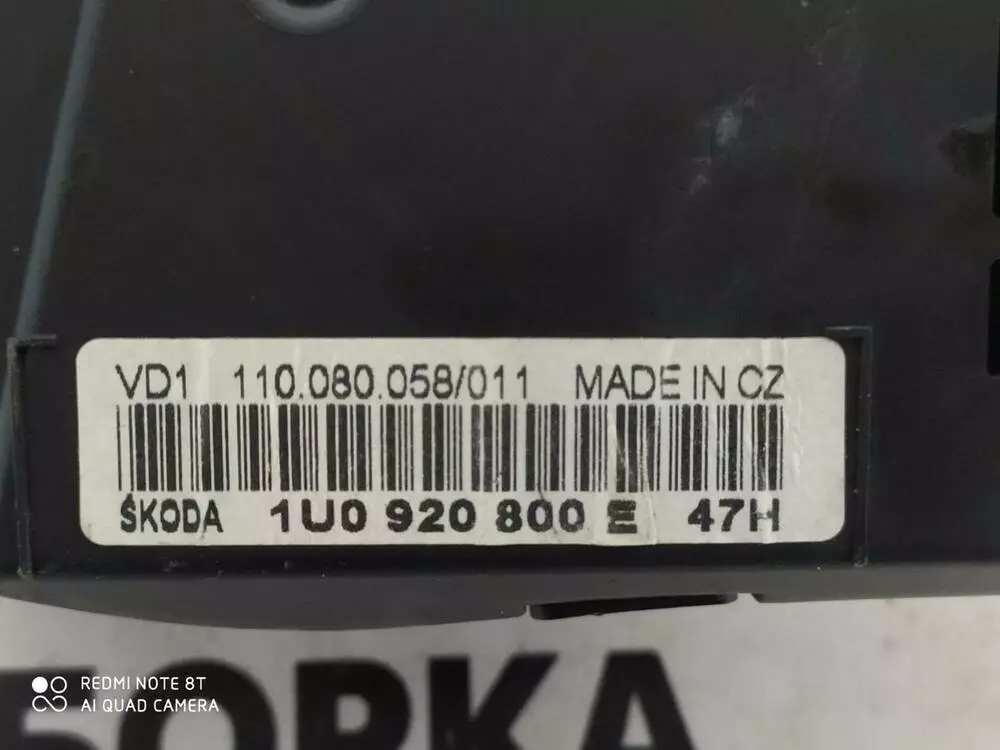 VD1 110.080.058/011 MADE IN CZ
ŠKODA 1U0 920 800 E 47H
БОРКА
REDMI NOTE 8T
AI QUAD CAMERA